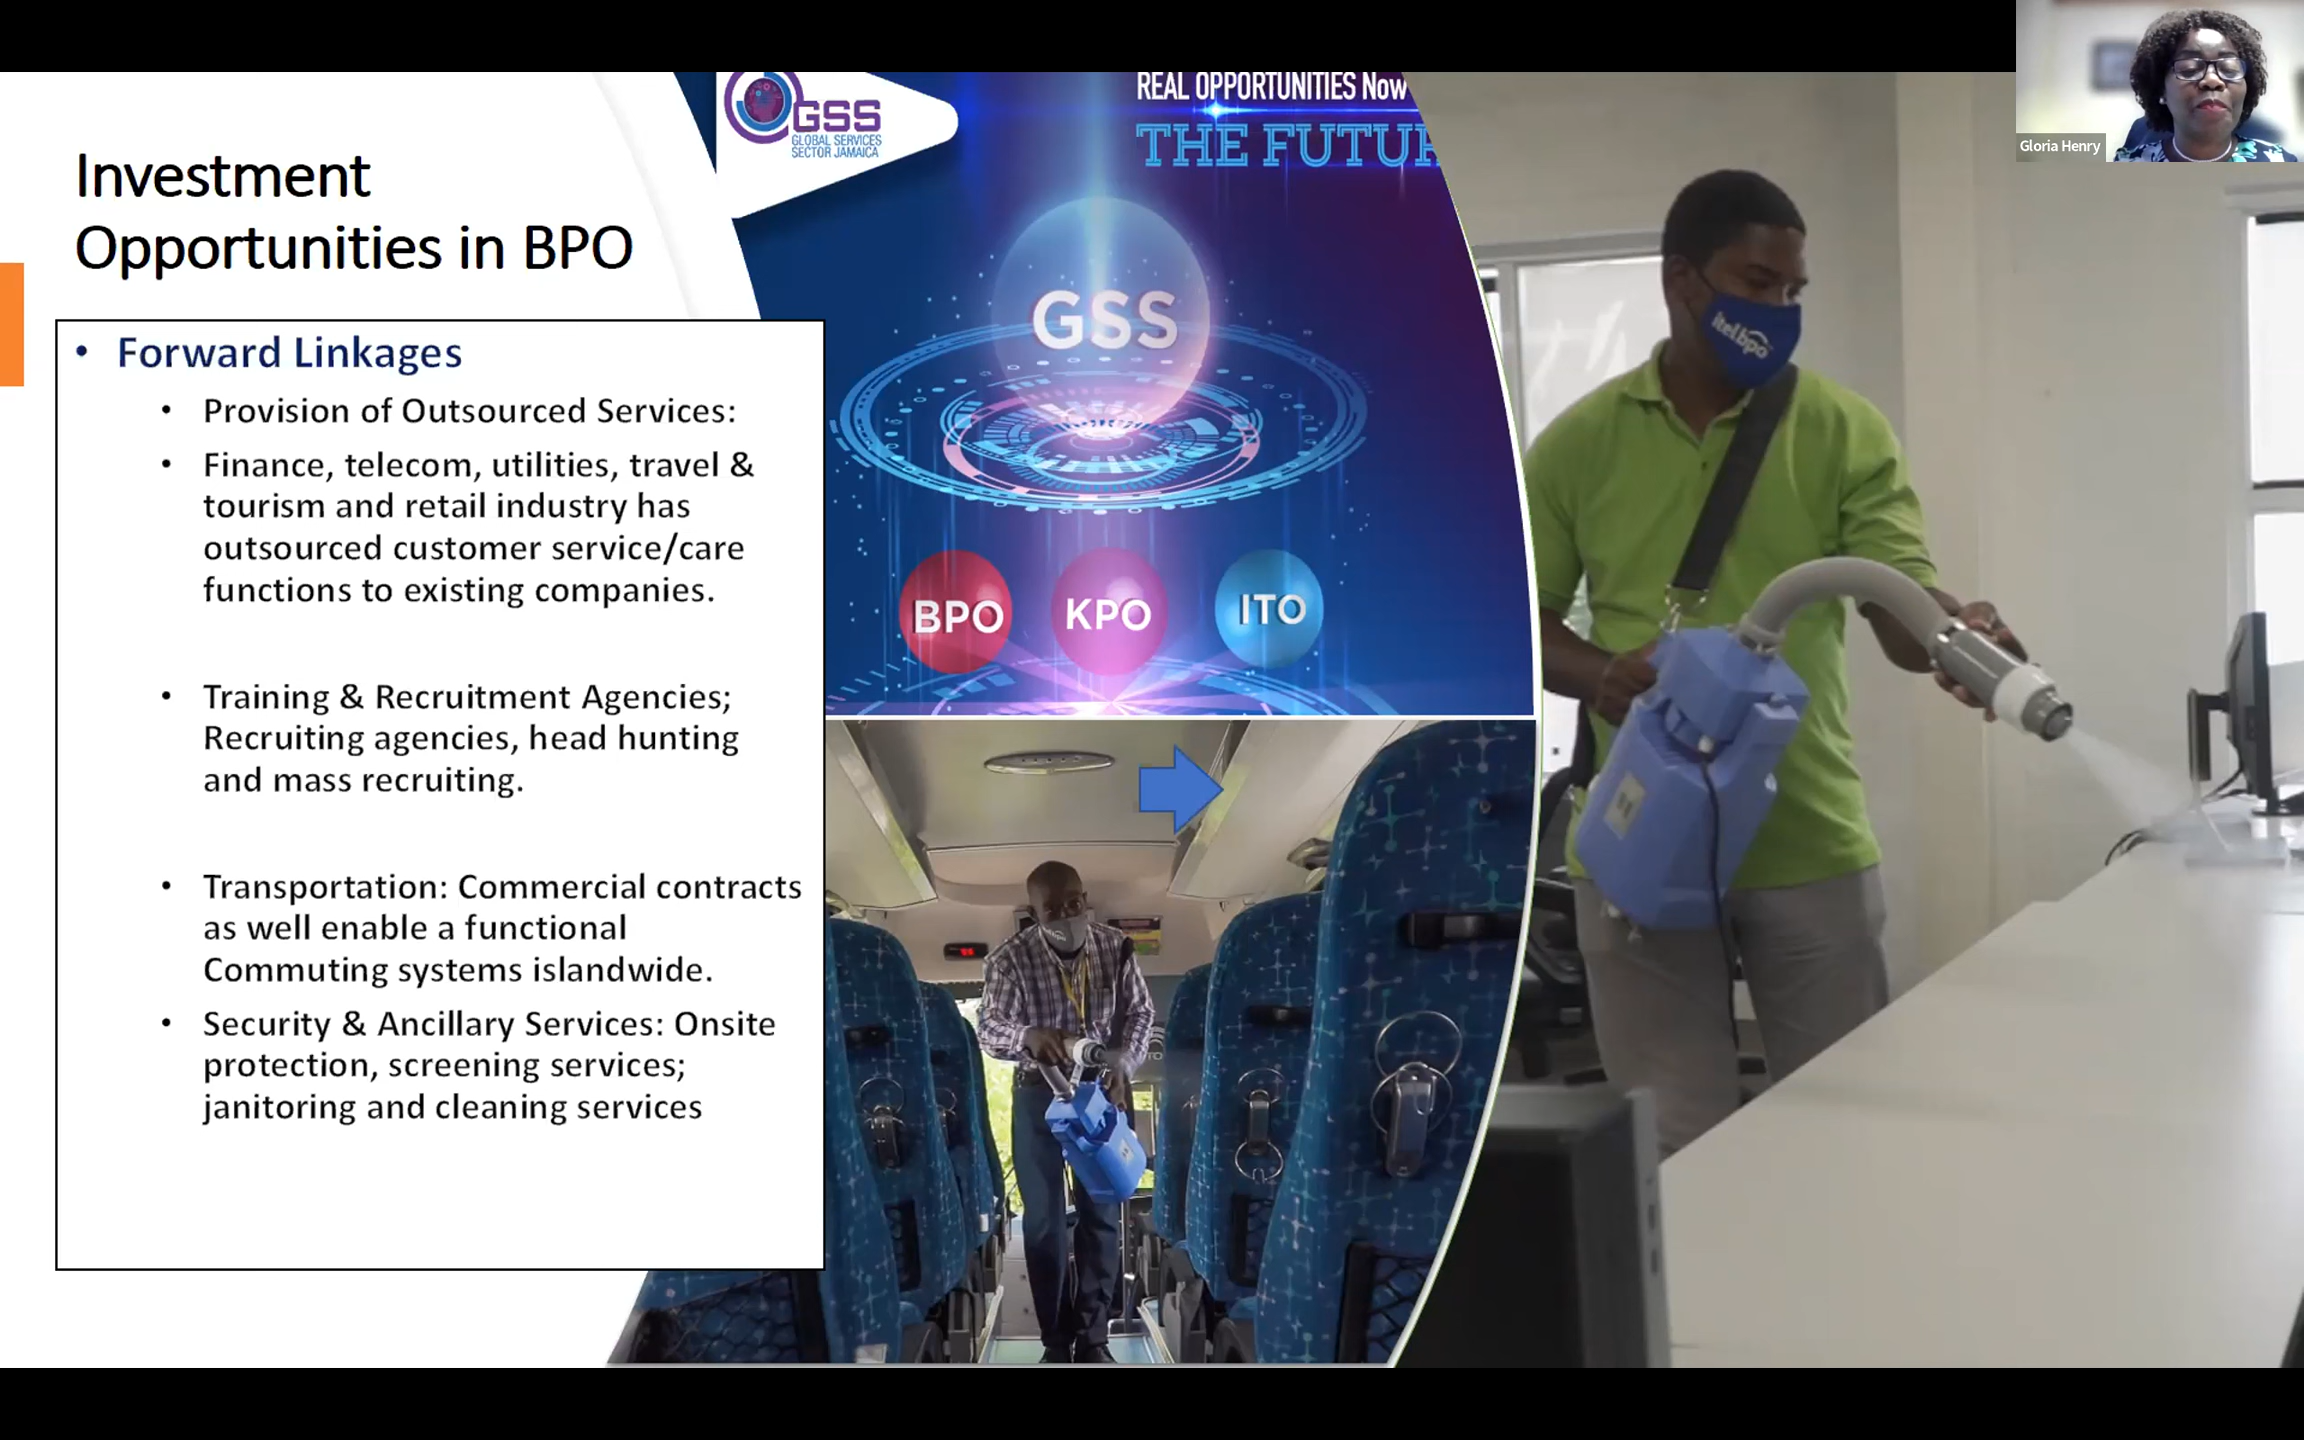 Investment
Opportunities in BPO
• Forward Linkages
• Provision of Outsourced Services:
• Finance, telecom, utilities, travel &
tourism and retail industry has
outsourced customer service/care
functions to existing companies.
• Training & Recruitment Agencies;
Recruiting agencies, head hunting
and mass recruiting.
• Transportation: Commercial contracts
as well enable a functional
Commuting systems islandwide.
• Security & Ancillary Services: Onsite
protection, screening services;
janitoring and cleaning services
GSS
GLOBAL SERVICES
SECTOR JAMAICA
REAL OPPORTUNITIES Now
THE FUTUR
GSS
BPO
KPO
ITO
itelbpo
Gloria Henry